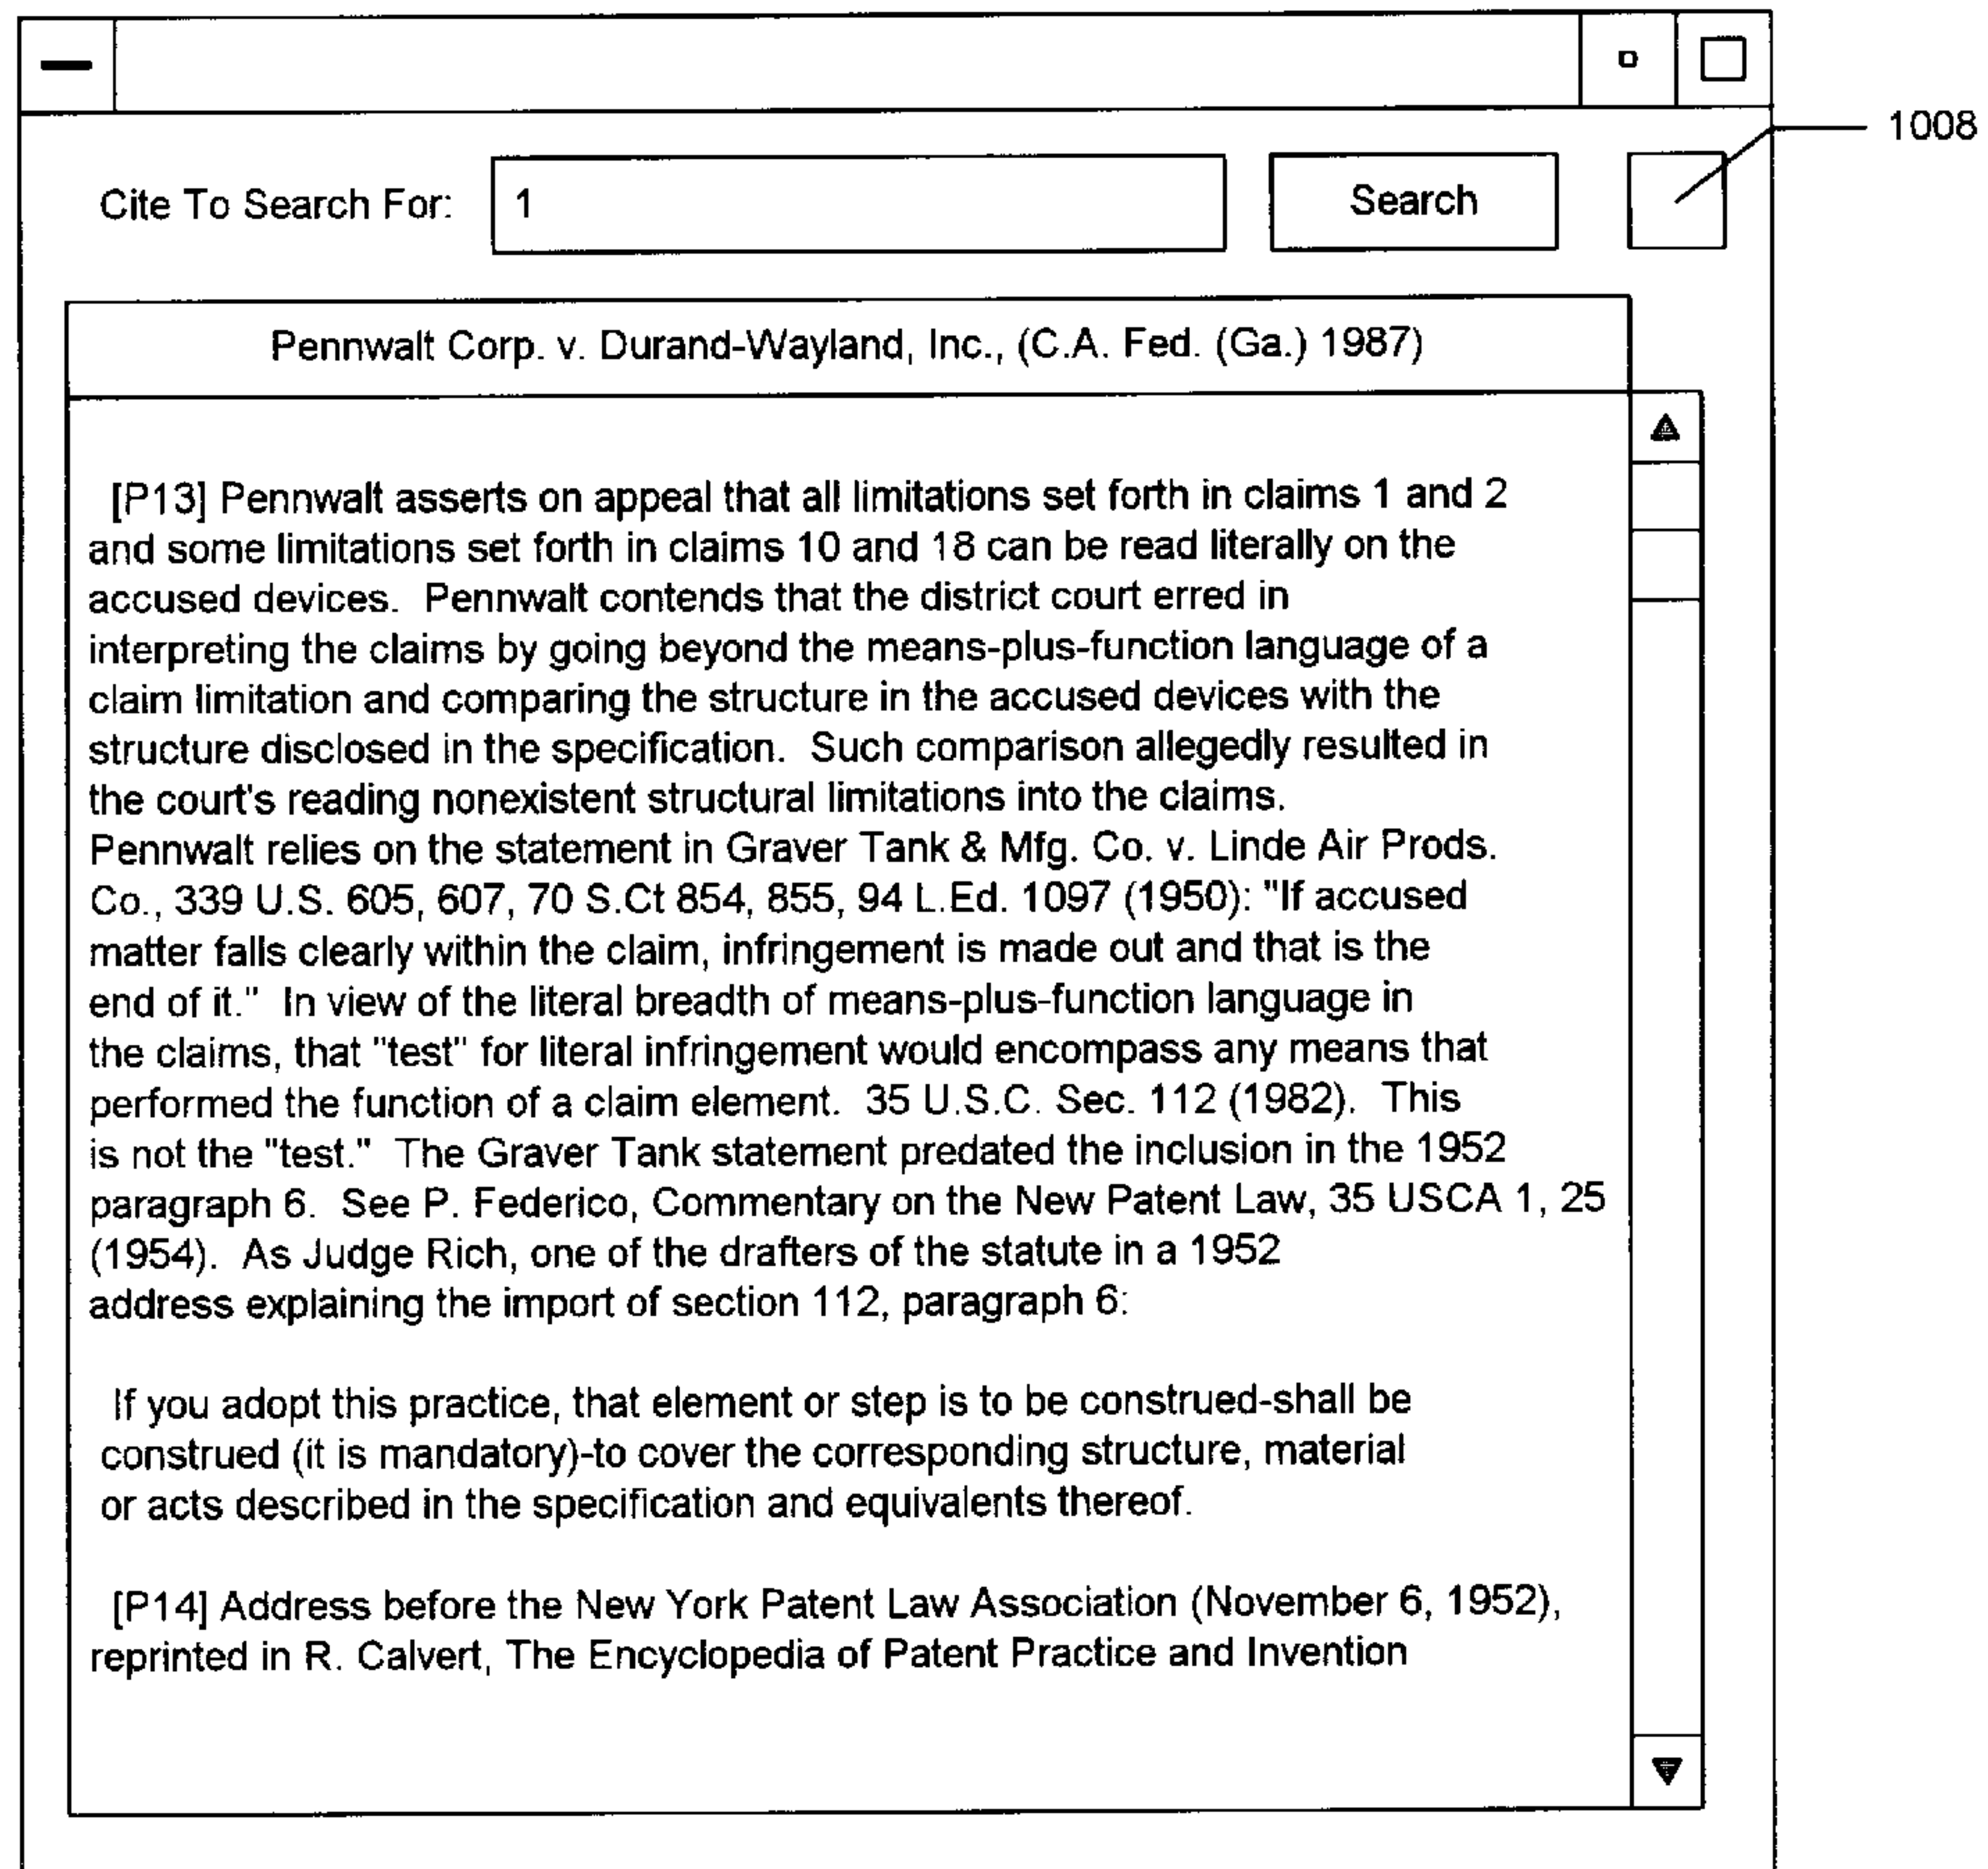 1008
Cite To Search For: 1 Search
Pennwalt Corp. v. Durand-Wayland, Inc., (C.A. Fed. (Ga.) 1987)
[P13] Pennwalt asserts on appeal that all limitations set forth in claims 1 and 2
and some limitations set forth in claims 10 and 18 can be read literally on the
accused devices. Pennwalt contends that the district court erred in
interpreting the claims by going beyond the means-plus-function language of a
claim limitation and comparing the structure in the accused devices with the
structure disclosed in the specification. Such comparison allegedly resulted in
the court's reading nonexistent structural limitations into the claims.
Pennwalt relies on the statement in Graver Tank & Mfg. Co. v. Linde Air Prods.
Co., 339 U.S. 605, 607, 70 S.Ct 854, 855, 94 L.Ed. 1097 (1950): "If accused
matter falls clearly within the claim, infringement is made out and that is the
end of it." In view of the literal breadth of means-plus-function language in
the claims, that "test" for literal infringement would encompass any means that
performed the function of a claim element. 35 U.S.C. Sec. 112 (1982). This
is not the "test." The Graver Tank statement predated the inclusion in the 1952
paragraph 6. See P. Federico, Commentary on the New Patent Law, 35 USCA 1, 25
(1954). As Judge Rich, one of the drafters of the statute in a 1952
address explaining the import of section 112, paragraph 6:
If you adopt this practice, that element or step is to be construed-shall be
construed (it is mandatory)-to cover the corresponding structure, material
or acts described in the specification and equivalents thereof.
[P14] Address before the New York Patent Law Association (November 6, 1952),
reprinted in R. Calvert, The Encyclopedia of Patent Practice and Invention